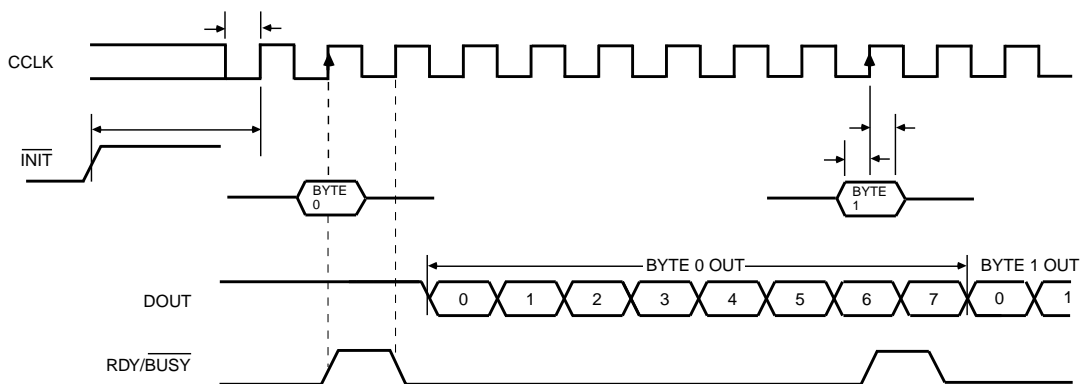 CCLK
INIT
BYTE
0
BYTE
1
BYTE 0 OUT
BYTE 1 OUT
DOUT
0 1 2 3 4 5 6 7 0 1
RDY/BUSY